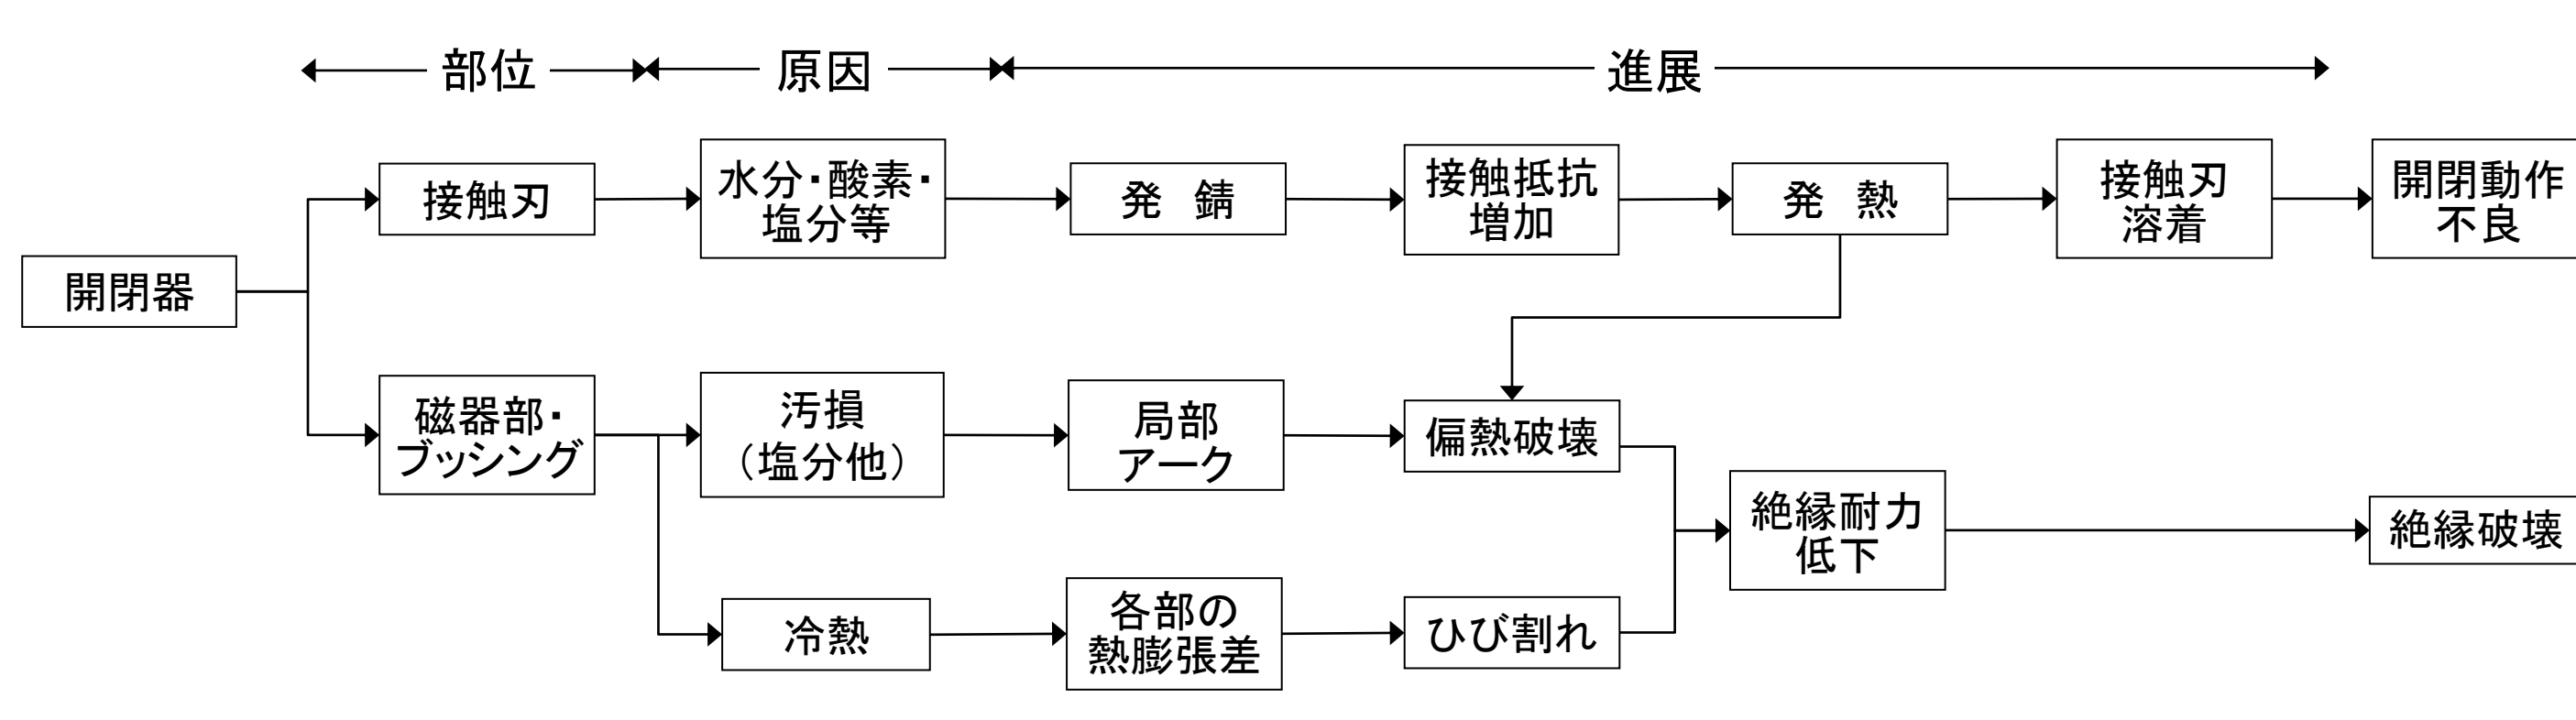 部位
原因
進展
開閉器
接触刃
水分・酸素・
塩分等
発 錆
接触抵抗
増加
発 熱
接触刃
溶着
開閉動作
不良
磁器部・
ブッシング
汚損
（塩分他）
局部
アーク
偏熱破壊
絶縁耐力
低下
絶縁破壊
冷熱
各部の
熱膨張差
ひび割れ